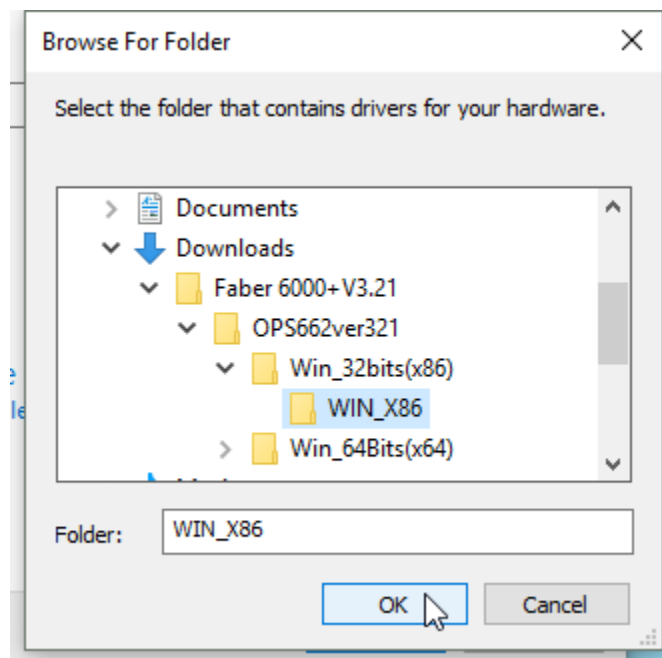 Browse For Folder
Select the folder that contains drivers for your hardware.
Documents
Downloads
Faber 6000+V3.21
OPS662ver321
Win_32bits(x86)
WIN_X86
Win_64Bits(x64)
Folder:
WIN_X86
OK
Cancel